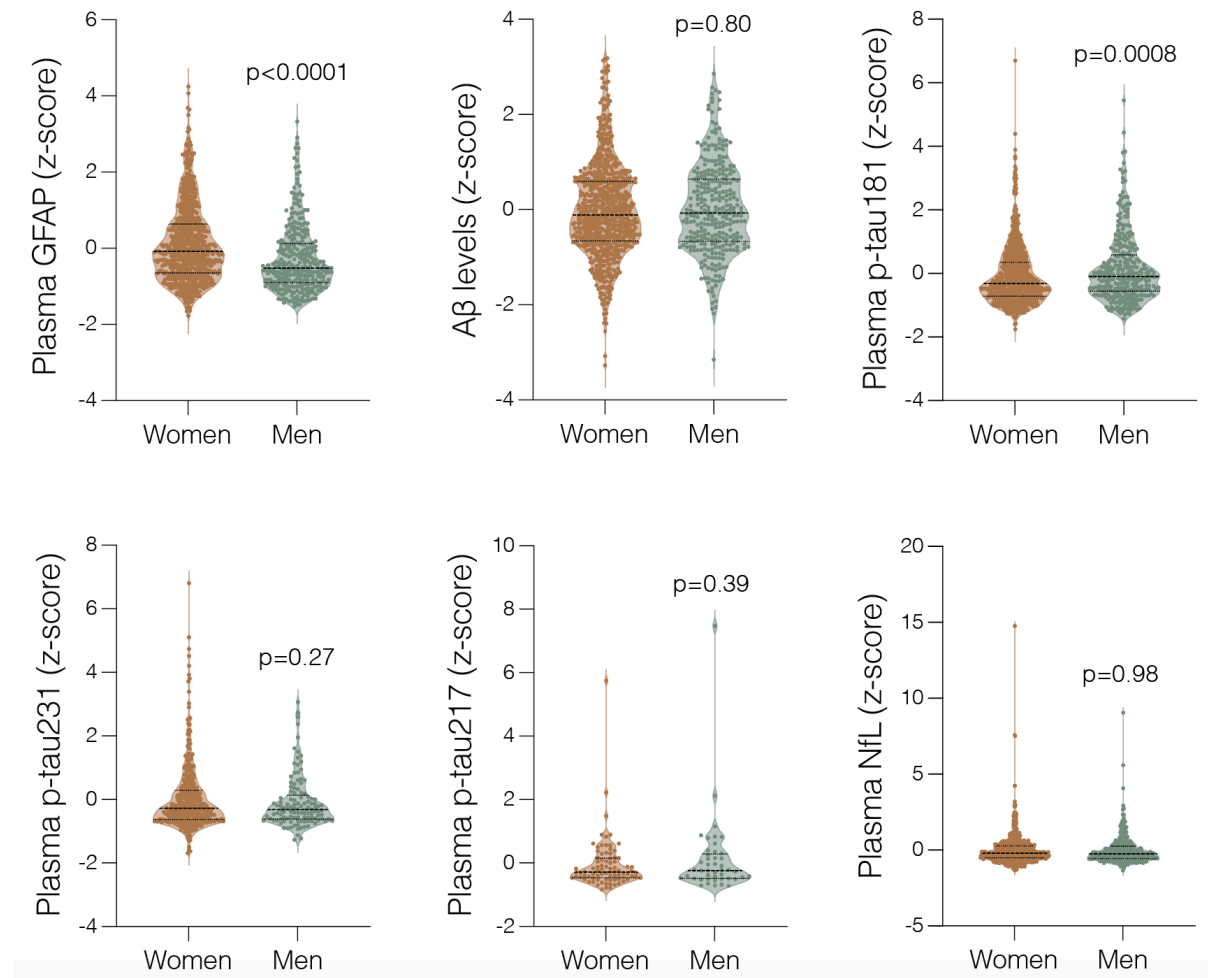 Plasma GFAP (z-score)
6
4
2
0
-2
-4
p<0.0001
Women
Men
Aβ levels (z-score)
4
2
0
-2
-4
p=0.80
Women
Men
Plasma p-tau181 (z-score)
8
6
4
2
0
-2
-4
p=0.0008
Women
Men
Plasma p-tau231 (z-score)
8
6
4
2
0
-2
-4
p=0.27
Women
Men
Plasma p-tau217 (z-score)
10
8
6
4
2
0
-2
p=0.39
Women
Men
Plasma NfL (z-score)
20
15
10
5
0
-5
p=0.98
Women
Men